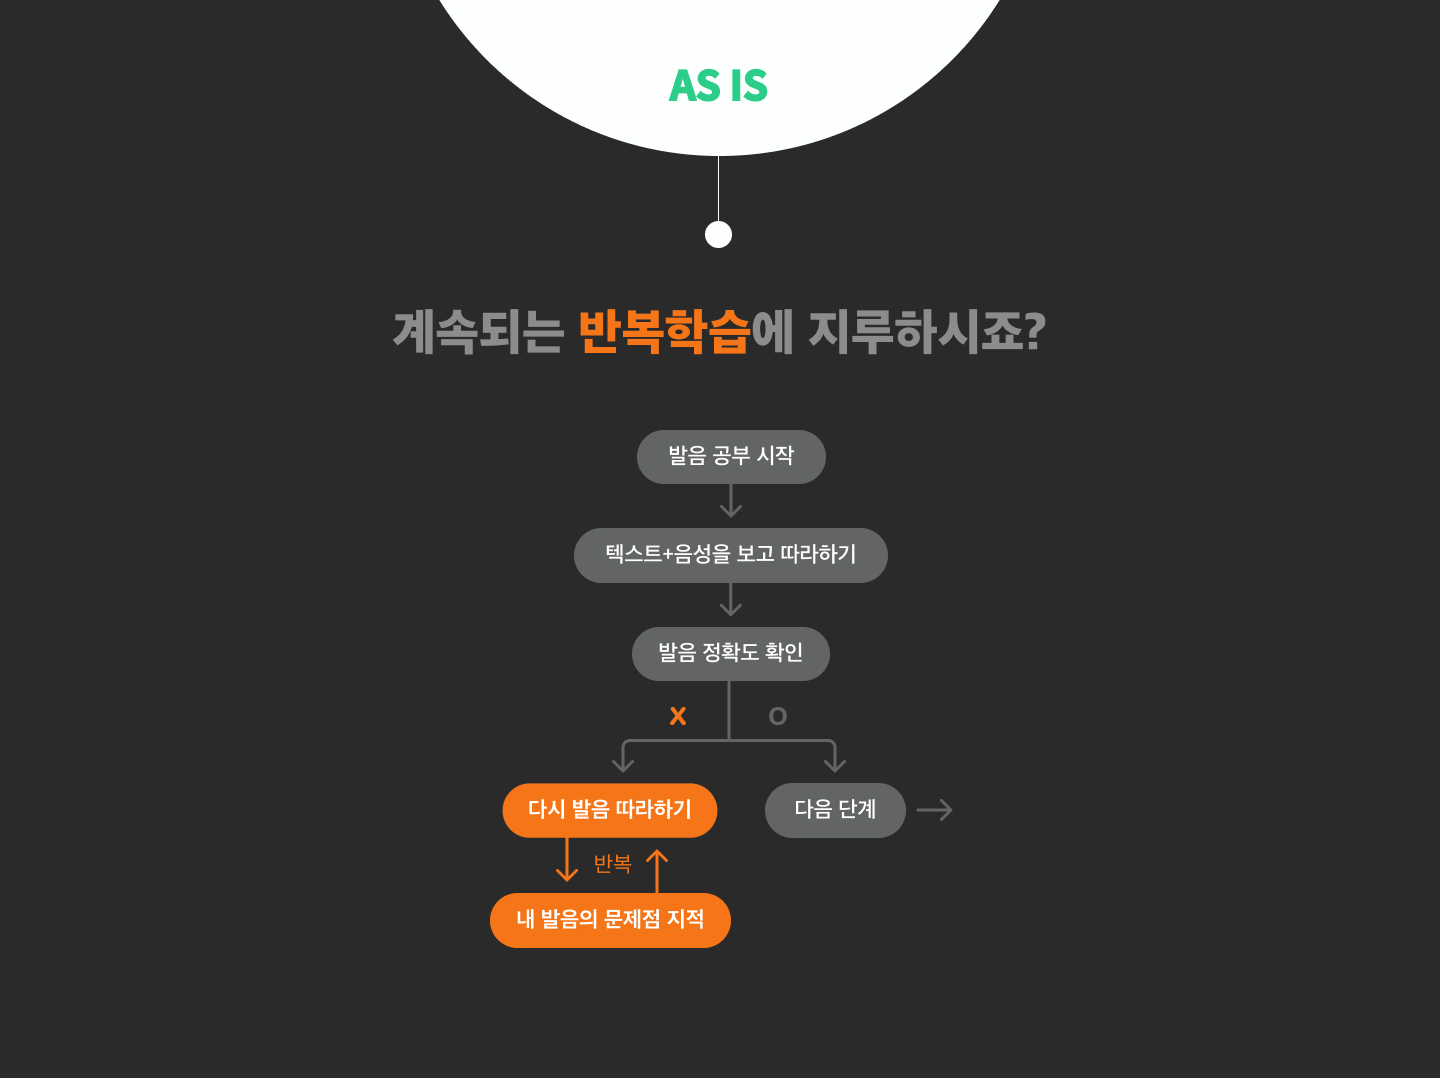 AS IS
계속되는 반복학습에 지루하시죠?
발음 공부 시작
텍스트+음성을 보고 따라하기
발음 정확도 확인
X O
다시 발음 따라하기
다음 단계
반복
내 발음의 문제점 지적